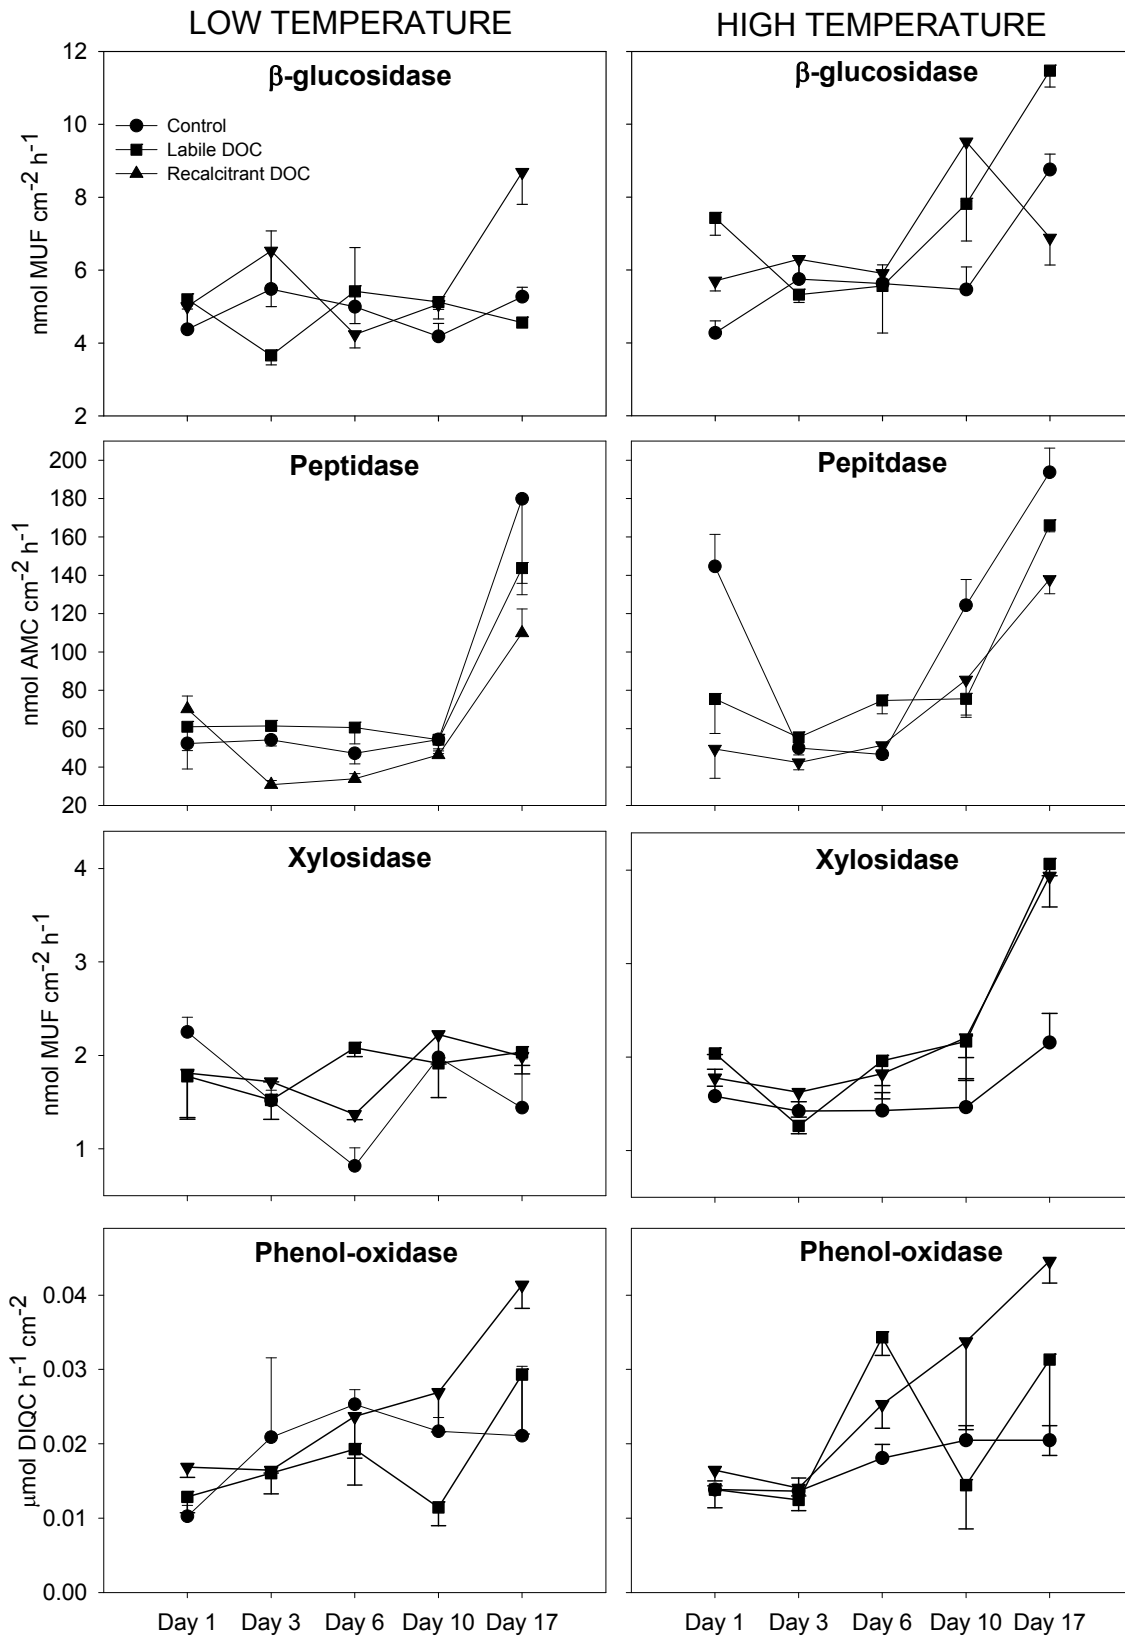 LOW TEMPERATURE
HIGH TEMPERATURE
β-glucosidase
β-glucosidase
Control
Labile DOC
Recalcitrant DOC
nmol MUF cm-2 h-1
12
10
8
6
4
2
Peptidase
Pepitdase
nmol AMC cm-2 h-1
200
180
160
140
120
100
80
60
40
20
Xylosidase
Xylosidase
nmol MUF cm-2 h-1
4
3
2
1
Phenol-oxidase
Phenol-oxidase
μmol DIQC h-1 cm-2
0.04
0.03
0.02
0.01
0.00
Day 1 Day 3 Day 6 Day 10 Day 17
Day 1 Day 3 Day 6 Day 10 Day 17